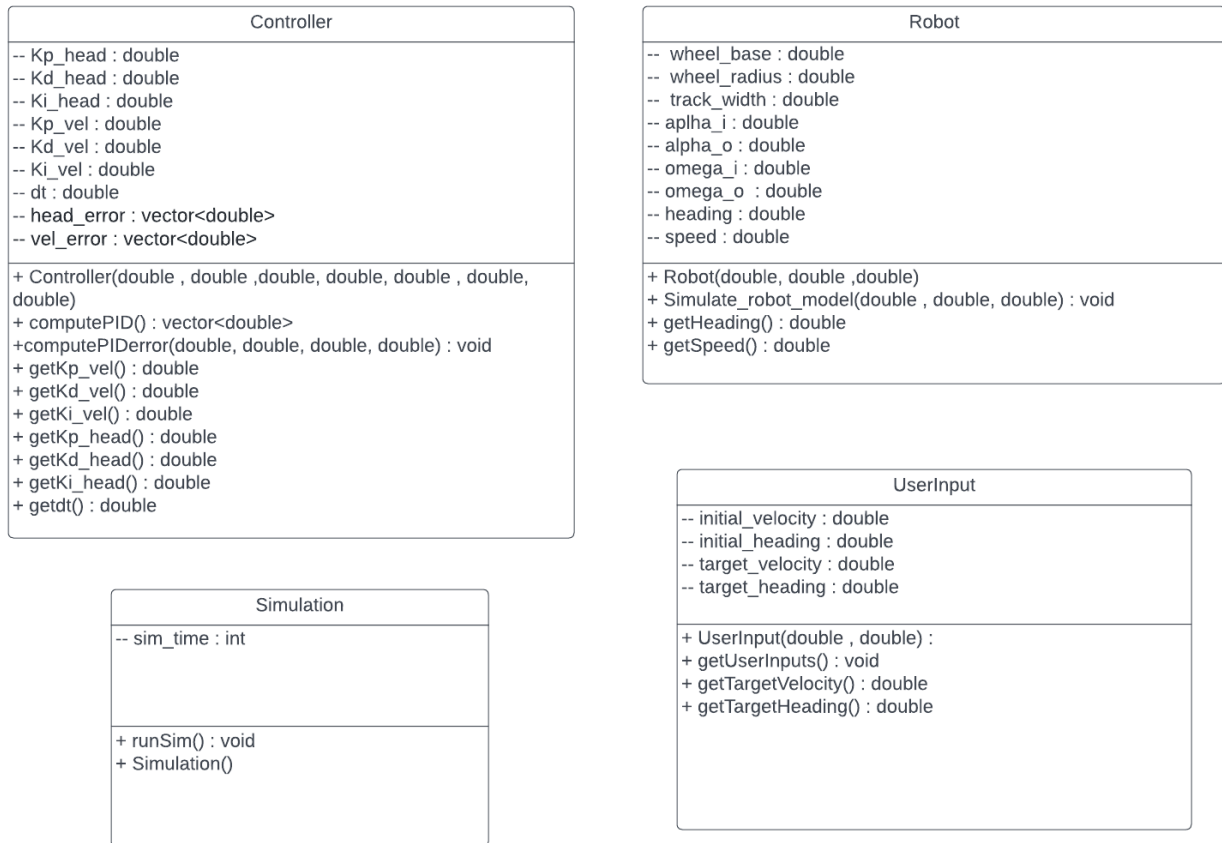 Controller
-- Kp_head : double
-- Kd_head : double
-- Ki_head : double
-- Kp_vel : double
-- Kd_vel : double
-- Ki_vel : double
-- dt : double
-- head_error : vector<double>
-- vel_error : vector<double>
+ Controller(double , double ,double, double, double , double,
double)
+ computePID() : vector<double>
+computePIDerror(double, double, double, double) : void
+ getKp_vel() : double
+ getKd_vel() : double
+ getKi_vel() : double
+ getKp_head() : double
+ getKd_head() : double
+ getKi_head() : double
+ getdt() : double
Robot
-- wheel_base : double
-- wheel_radius : double
-- track_width : double
-- aplha_i : double
-- alpha_o : double
-- omega_i : double
-- omega_o : double
-- heading : double
-- speed : double
+ Robot(double, double ,double)
+ Simulate_robot_model(double , double, double) : void
+ getHeading() : double
+ getSpeed() : double
Simulation
-- sim_time : int
+ runSim() : void
+ Simulation()
UserInput
-- initial_velocity : double
-- initial_heading : double
-- target_velocity : double
-- target_heading : double
+ UserInput(double , double) :
+ getUserInputs() : void
+ getTargetVelocity() : double
+ getTargetHeading() : double